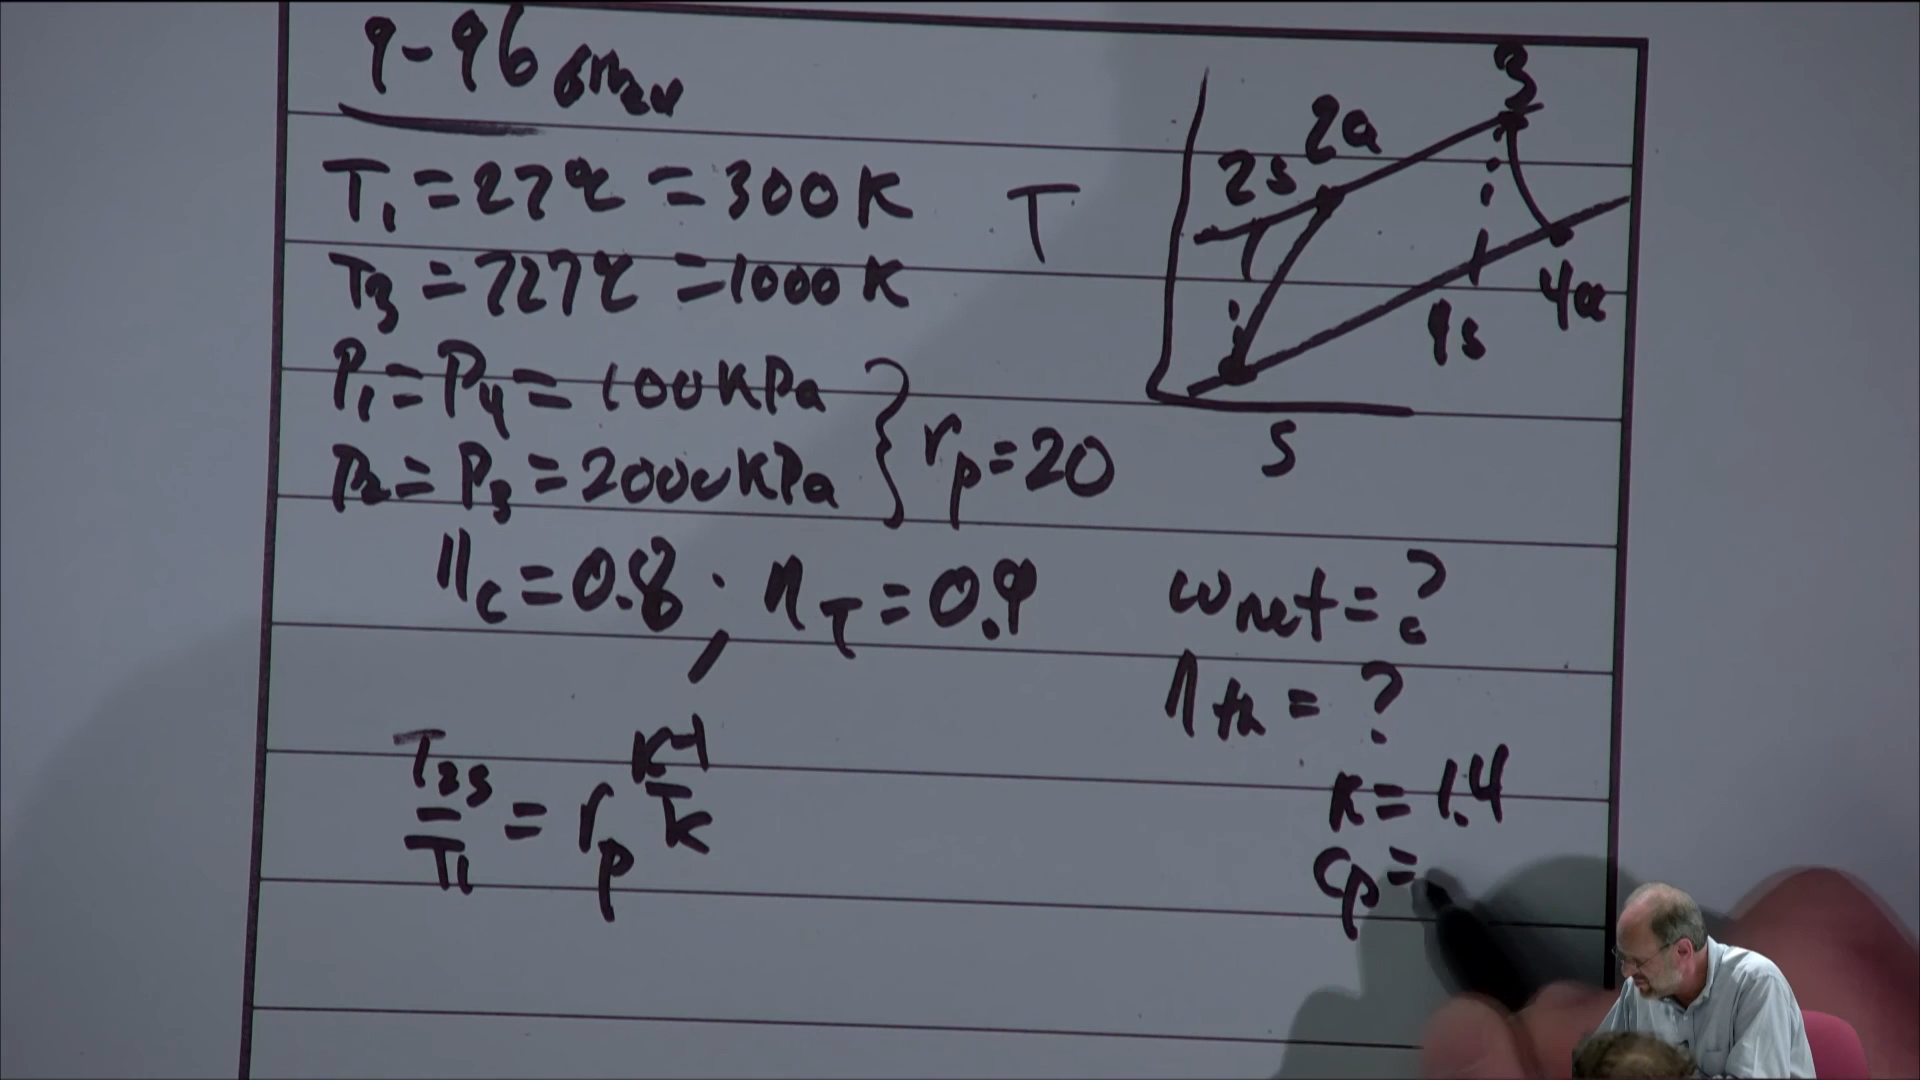 9-96
T₁ = 27°C = 300 K
T₃ = 727°C = 1000 K
P₁ = P₄ = 100 kPa
P₂ = P₃ = 2000 kPa } rp = 20
ηc = 0.8, ηT = 0.9
T
2s 2a 3
4s 4a
1
s
wnet = ?
ηth = ?
k = 1.4
cp =
T2s/T1 = rp^(k-1/k)